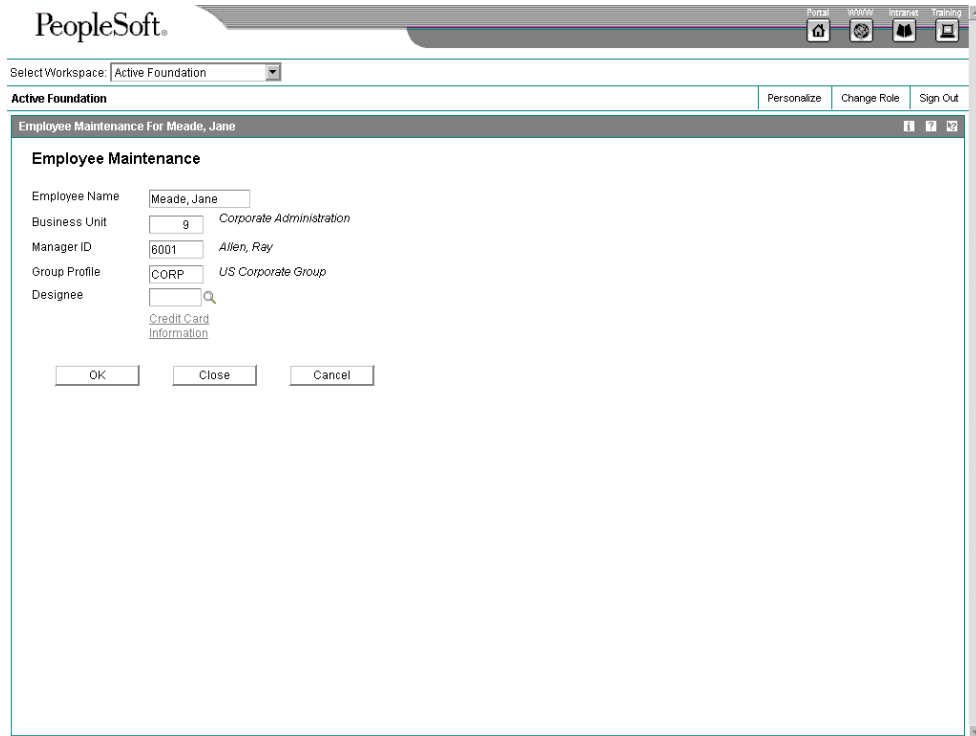 Portal WWW Intranet Training
PeopleSoft.
Select Workspace: Active Foundation
Active Foundation Personalize Change Role Sign Out
Employee Maintenance For Meade, Jane
Employee Maintenance
Employee Name Meade, Jane
Business Unit 9 Corporate Administration
Manager ID 6001 Allen, Ray
Group Profile CORP US Corporate Group
Designee
Credit Card
Information
OK Close Cancel